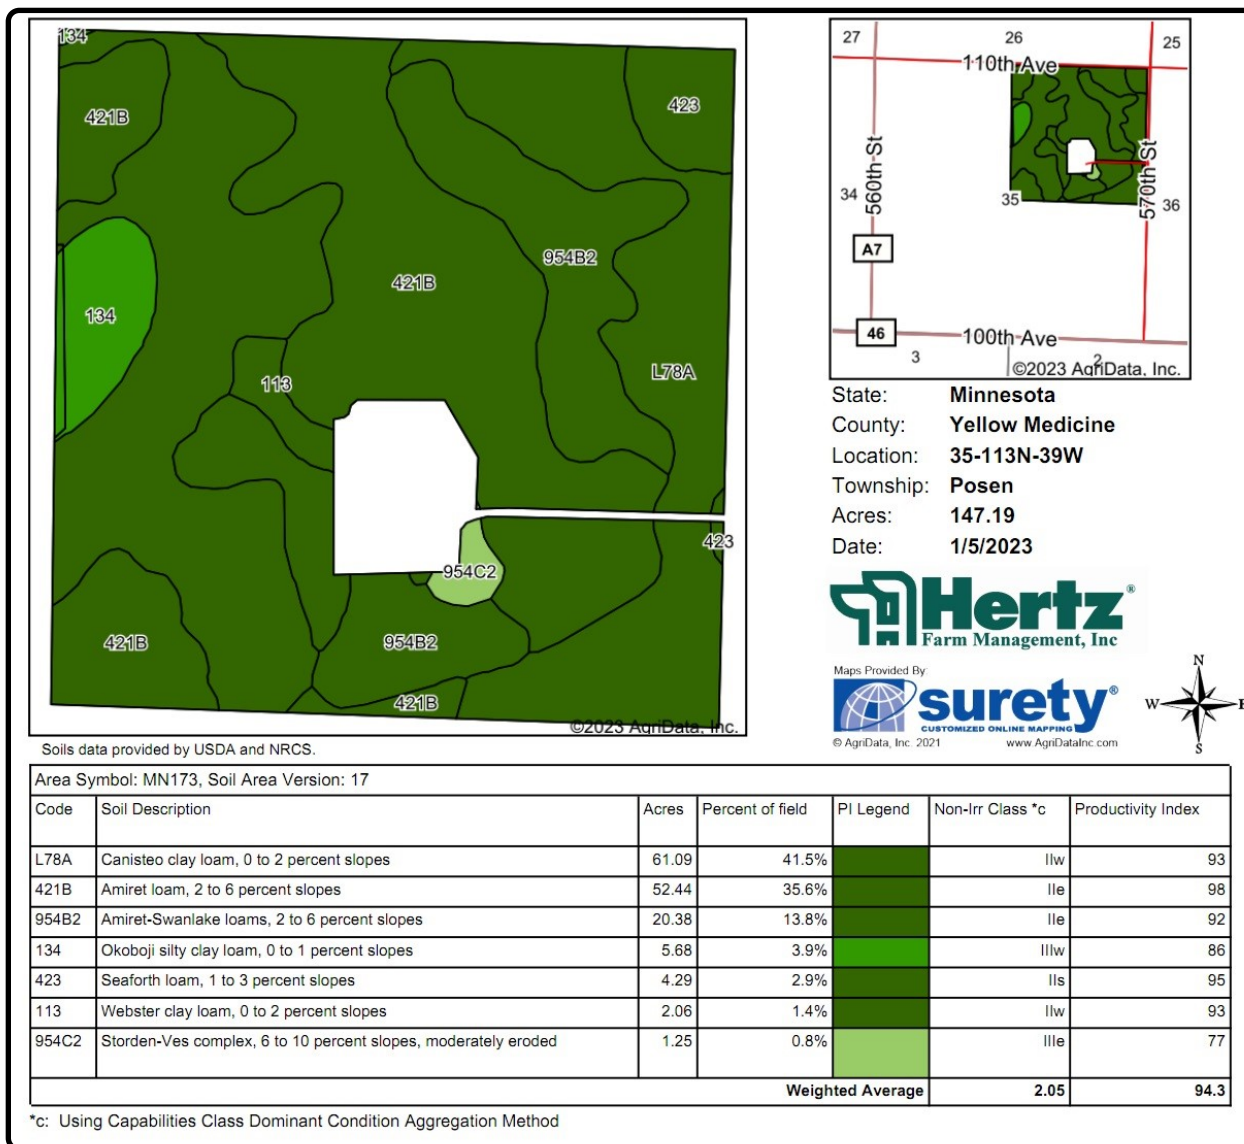 134
421B
423
954B2
421B
134
L78A
113
423
954C2
421B
954B2
421B
©2023 AgriData, Inc.
Soils data provided by USDA and NRCS.
27
26
25
110th Ave
560th St
570th St
34
35
36
A7
46
100th Ave
3
2
©2023 AgriData, Inc.
State: Minnesota
County: Yellow Medicine
Location: 35-113N-39W
Township: Posen
Acres: 147.19
Date: 1/5/2023
Hertz®
Farm Management, Inc
Maps Provided By:
surety®
CUSTOMIZED ONLINE MAPPING
© AgriData, Inc. 2021 www.AgriDataInc.com
N
W E
S
Area Symbol: MN173, Soil Area Version: 17
Code Soil Description Acres Percent of field PI Legend Non-Irr Class *c Productivity Index
L78A Canisteo clay loam, 0 to 2 percent slopes 61.09 41.5% IIw 93
421B Amiret loam, 2 to 6 percent slopes 52.44 35.6% IIe 98
954B2 Amiret-Swanlake loams, 2 to 6 percent slopes 20.38 13.8% IIe 92
134 Okoboji silty clay loam, 0 to 1 percent slopes 5.68 3.9% IIIw 86
423 Seaforth loam, 1 to 3 percent slopes 4.29 2.9% IIs 95
113 Webster clay loam, 0 to 2 percent slopes 2.06 1.4% IIw 93
954C2 Storden-Ves complex, 6 to 10 percent slopes, moderately eroded 1.25 0.8% IIIe 77
Weighted Average 2.05 94.3
*c: Using Capabilities Class Dominant Condition Aggregation Method